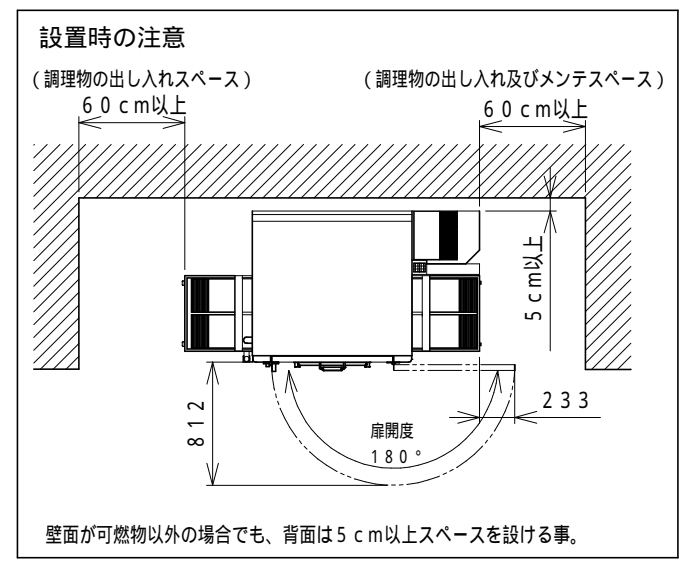 設置時の注意
(調理物の出し入れスペース)
60cm以上
(調理物の出し入れ及びメンテスペース)
60cm以上
5cm以上
233
812
扉開度
180°
壁面が可燃物以外の場合でも、背面は5cm以上スペースを設ける事。